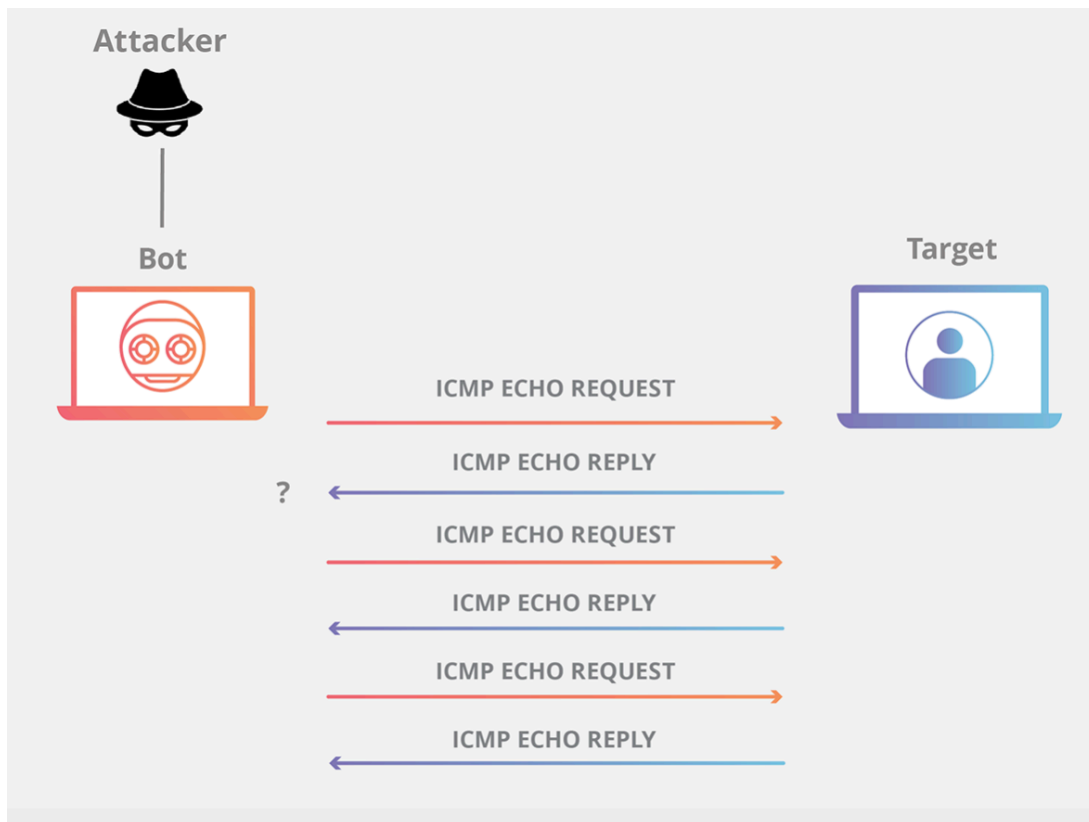 Attacker
Bot
Target
ICMP ECHO REQUEST
ICMP ECHO REPLY
?
ICMP ECHO REQUEST
ICMP ECHO REPLY
ICMP ECHO REQUEST
ICMP ECHO REPLY